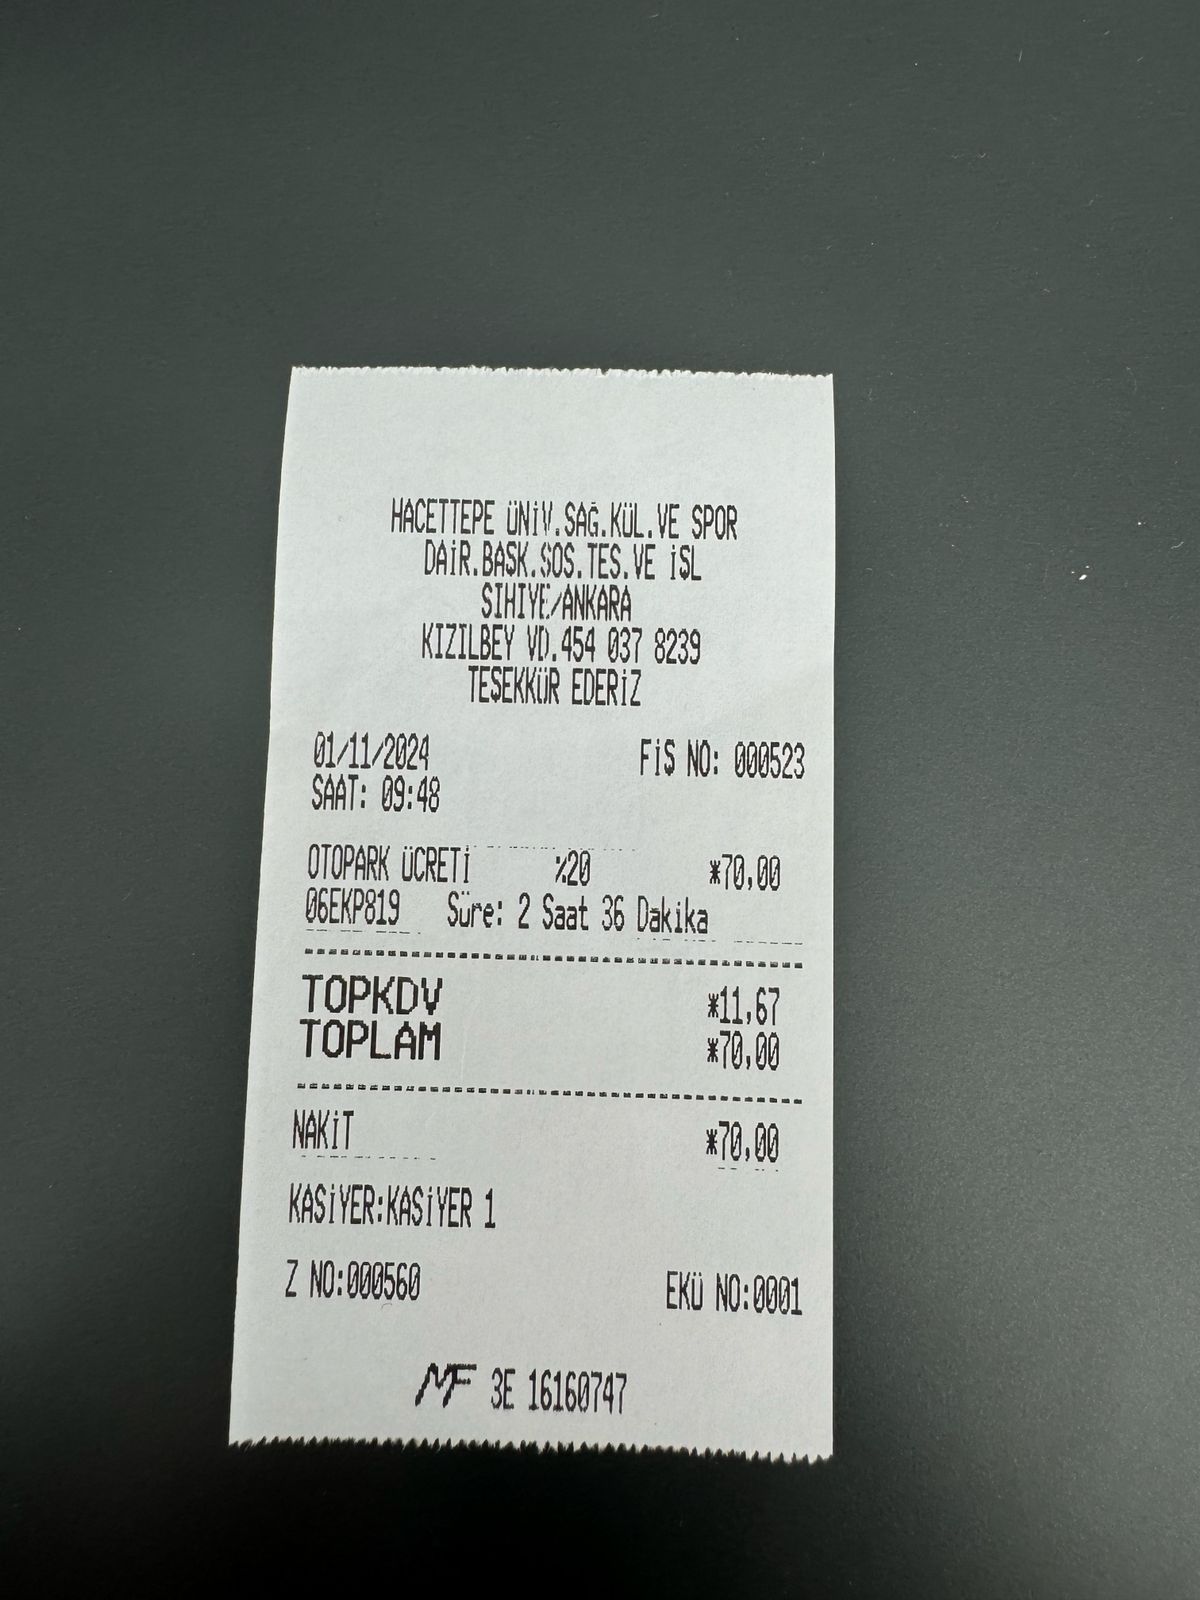 HACETTEPE ÜNİV.SAĞ.KÜL.VE SPOR
DAİR.BAŞK.SOS.TES.VE İŞL
SIHIYE/ANKARA
KIZILBEY VD.454 037 8239
TEŞEKKÜR EDERİZ
01/11/2024 FİŞ NO: 000523
SAAT: 09:48
OTOPARK ÜCRETİ %20 *70,00
06EKP819 Süre: 2 Saat 36 Dakika
TOPKDV *11,67
TOPLAM *70,00
NAKİT *70,00
KASİYER:KASİYER 1
Z NO:000560 EKÜ NO:0001
MF 3E 16160747